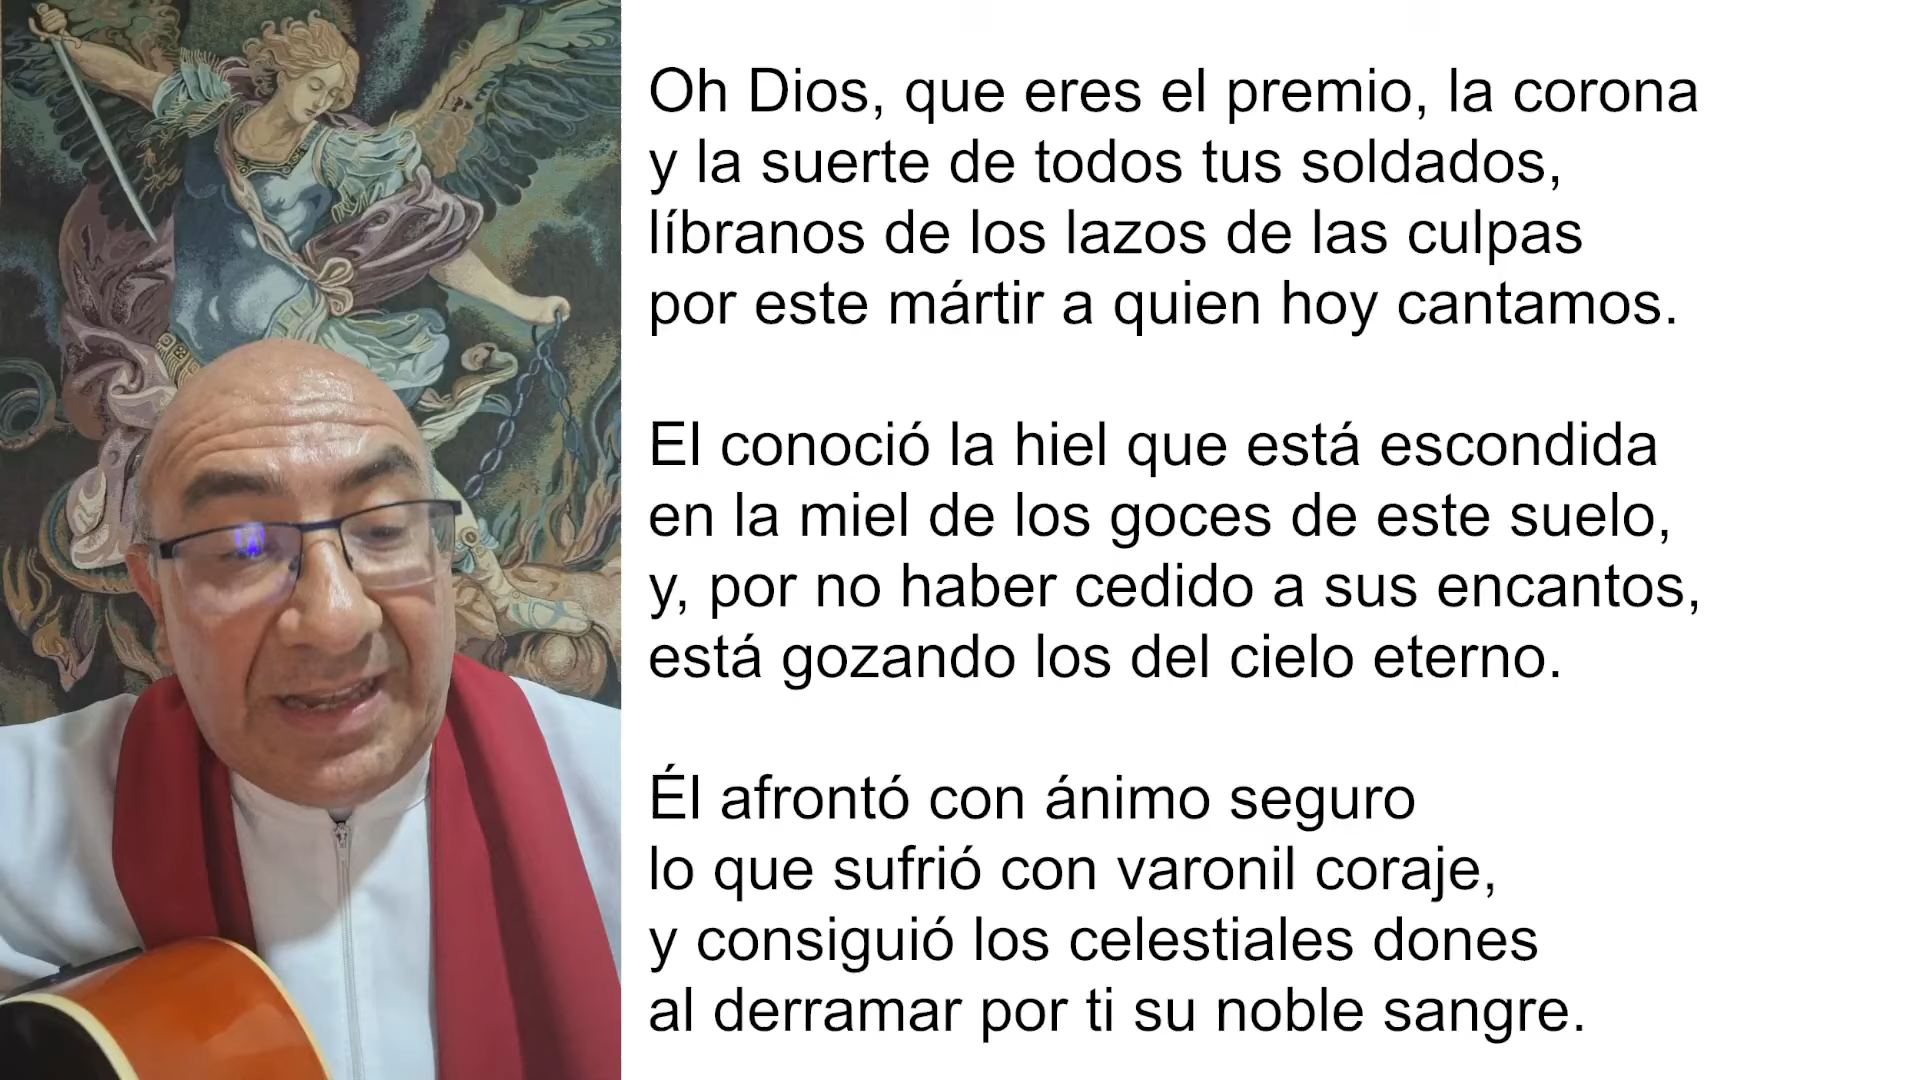 Oh Dios, que eres el premio, la corona
y la suerte de todos tus soldados,
líbranos de los lazos de las culpas
por este mártir a quien hoy cantamos.
El conoció la hiel que está escondida
en la miel de los goces de este suelo,
y, por no haber cedido a sus encantos,
está gozando los del cielo eterno.
Él afrontó con ánimo seguro
lo que sufrió con varonil coraje,
y consiguió los celestiales dones
al derramar por ti su noble sangre.